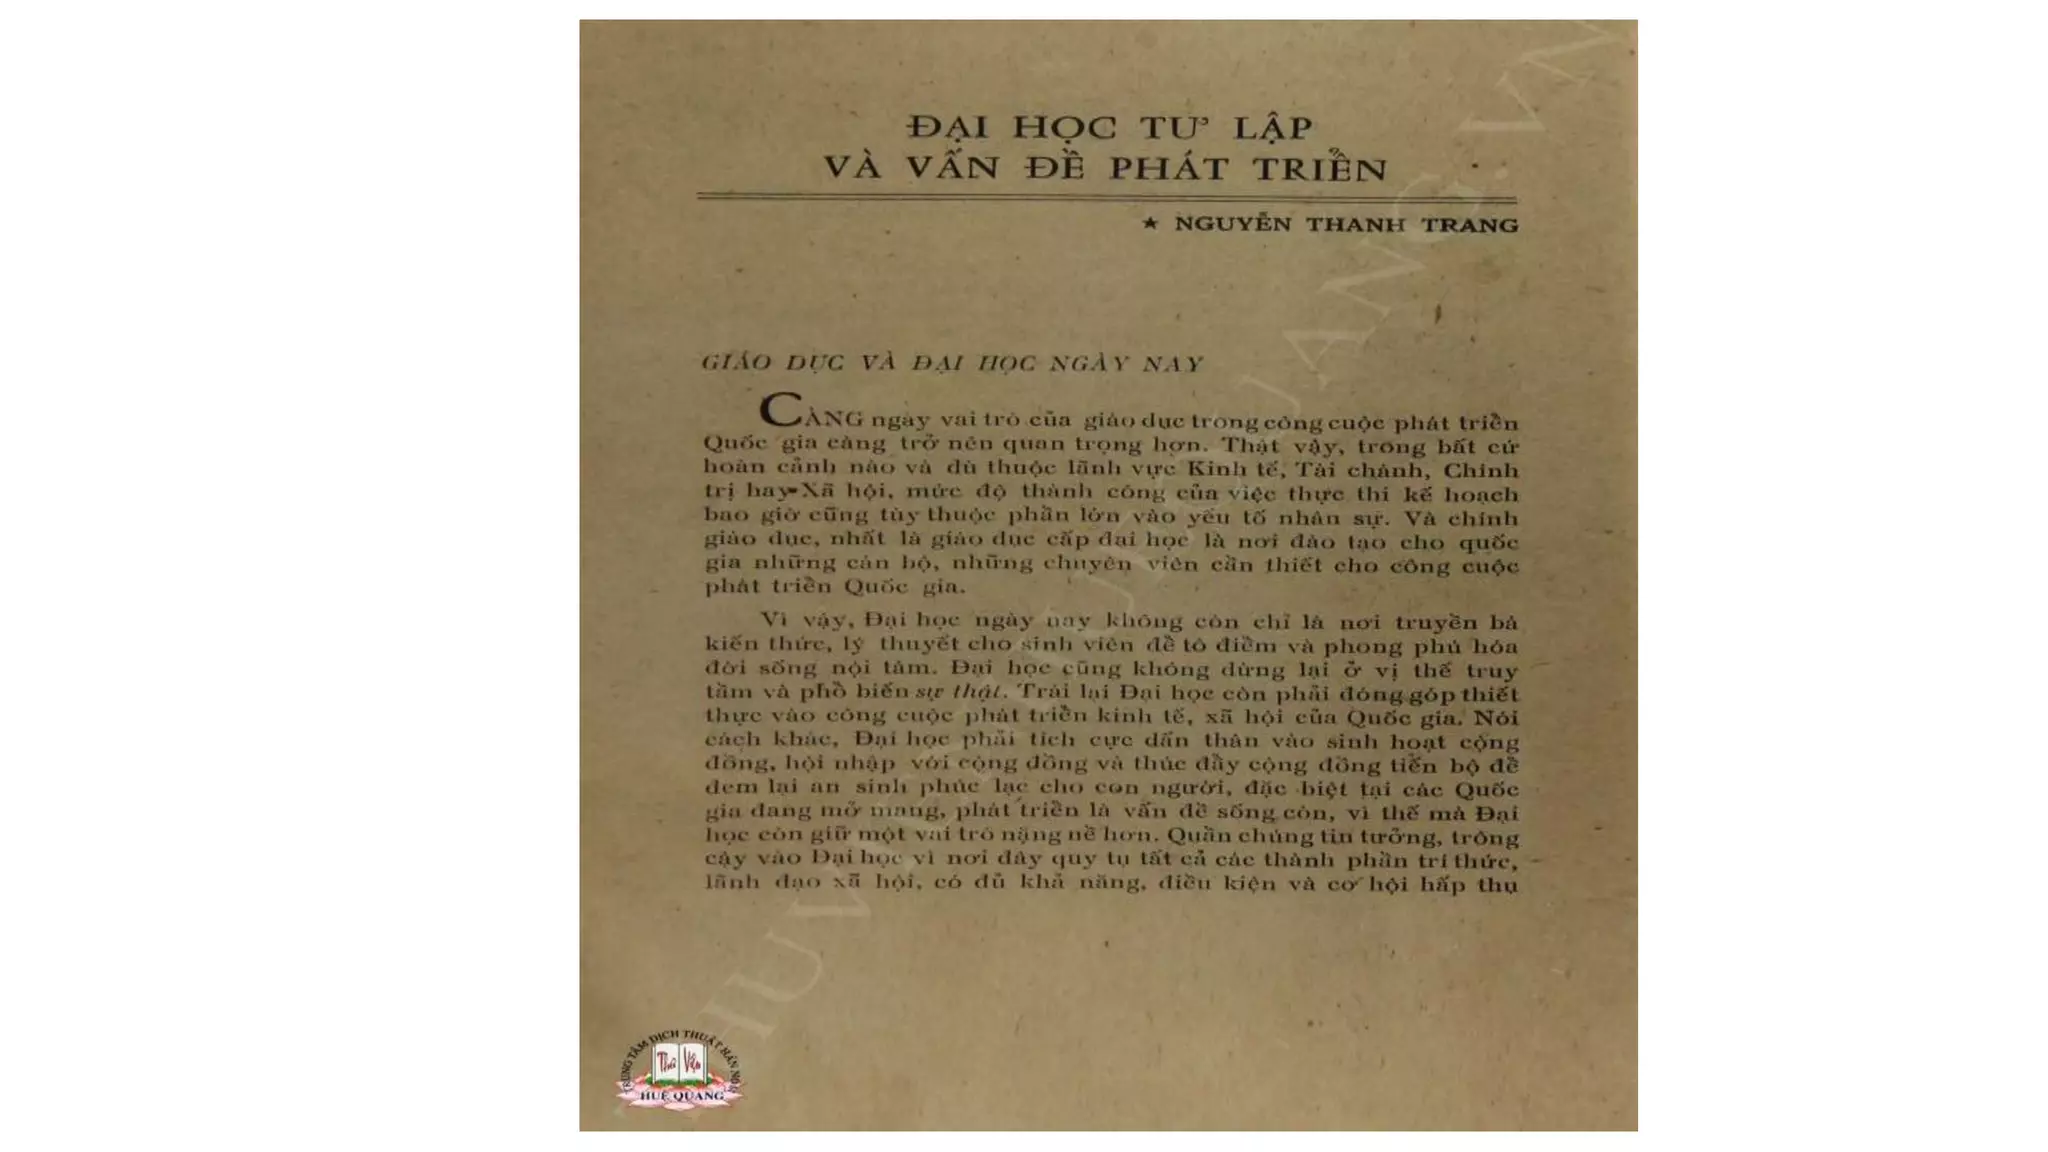 ĐẠI HỌC TƯ LẬP
VÀ VẤN ĐỀ PHÁT TRIỂN
★ NGUYỄN THANH TRANG
GIÁO DỤC VÀ ĐẠI HỌC NGÀY NAY
CÀNG ngày vai trò của giáo dục trong công cuộc phát triển
Quốc gia càng trở nên quan trọng hơn. Thật vậy, trong bất cứ
hoàn cảnh nào và dù thuộc lãnh vực Kinh tế, Tài chánh, Chính
trị hay Xã hội, mức độ thành công của việc thực thi kế hoạch
bao giờ cũng tùy thuộc phần lớn vào yếu tố nhân sự. Và chính
giáo dục, nhất là giáo dục cấp đại học là nơi đào tạo cho quốc
gia những cán bộ, những chuyên viên cần thiết cho công cuộc
phát triển Quốc gia.
Vì vậy, Đại học ngày nay không còn chỉ là nơi truyền bá
kiến thức, lý thuyết cho sinh viên để tô điểm và phong phú hóa
đời sống nội tâm. Đại học cũng không dừng lại ở vị thế truy
tầm và phổ biến sự thật. Trái lại Đại học còn phải đóng góp thiết
thực vào công cuộc phát triển kinh tế, xã hội của Quốc gia. Nói
cách khác, Đại học phải tích cực dấn thân vào sinh hoạt cộng
đồng, hội nhập với cộng đồng và thúc đẩy cộng đồng tiến bộ để
đem lại an sinh phúc lạc cho con người, đặc biệt tại các Quốc
gia đang mở mang, phát triển là vấn đề sống còn, vì thế mà Đại
học còn giữ một vai trò nặng nề hơn. Quần chúng tin tưởng, trông
cậy vào Đại học vì nơi đây quy tụ tất cả các thành phần trí thức,
lãnh đạo xã hội, có đủ khả năng, điều kiện và cơ hội hấp thụ
TRUNG TÂM DỊCH THUẬT HÁN NÔM
Thư Viện
HUỆ QUANG